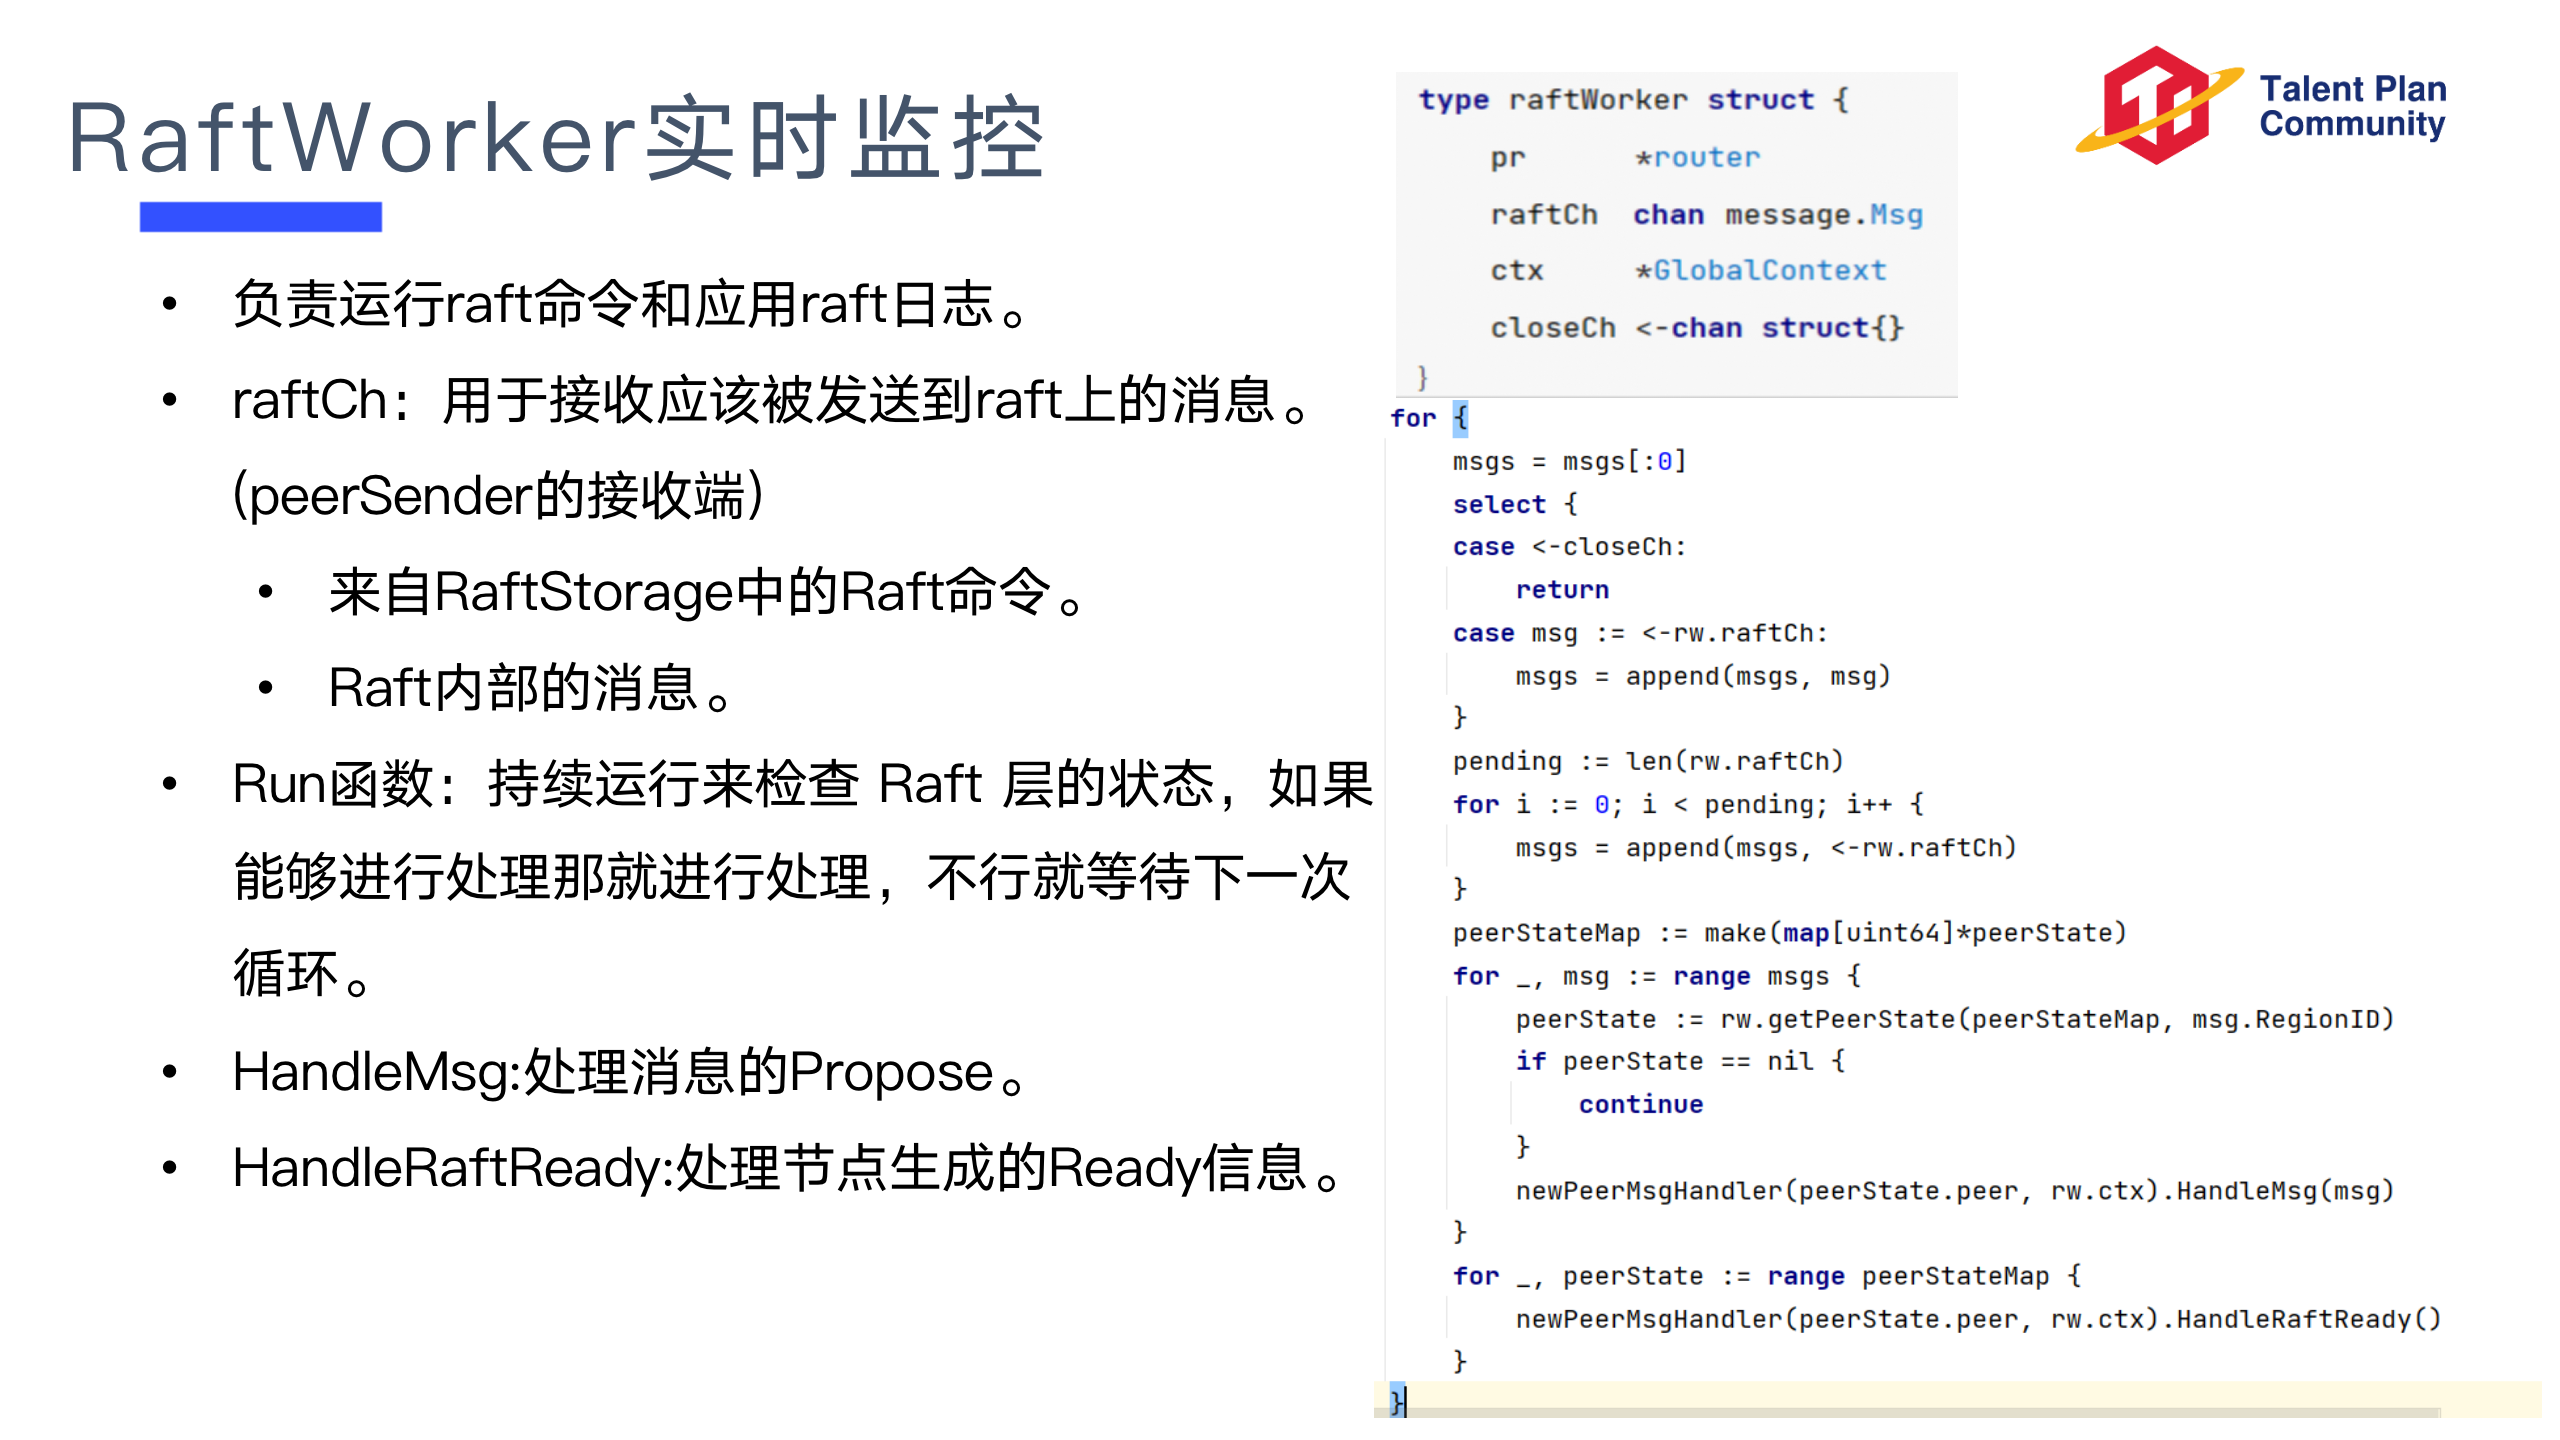 RaftWorker实时监控
• 负责运行raft命令和应用raft日志。
• raftCh：用于接收应该被发送到raft上的消息。
(peerSender的接收端)
• 来自RaftStorage中的Raft命令。
• Raft内部的消息。
• Run函数：持续运行来检查 Raft 层的状态，如果
能够进行处理那就进行处理，不行就等待下一次
循环。
• HandleMsg:处理消息的Propose。
• HandleRaftReady:处理节点生成的Ready信息。
type raftWorker struct {
    pr      *router
    raftCh  chan message.Msg
    ctx     *GlobalContext
    closeCh <-chan struct{}
}
for {
    msgs = msgs[:0]
    select {
    case <-closeCh:
        return
    case msg := <-rw.raftCh:
        msgs = append(msgs, msg)
    }
    pending := len(rw.raftCh)
    for i := 0; i < pending; i++ {
        msgs = append(msgs, <-rw.raftCh)
    }
    peerStateMap := make(map[uint64]*peerState)
    for _, msg := range msgs {
        peerState := rw.getPeerState(peerStateMap, msg.RegionID)
        if peerState == nil {
            continue
        }
        newPeerMsgHandler(peerState.peer, rw.ctx).HandleMsg(msg)
    }
    for _, peerState := range peerStateMap {
        newPeerMsgHandler(peerState.peer, rw.ctx).HandleRaftReady()
    }
}
Talent Plan
Community